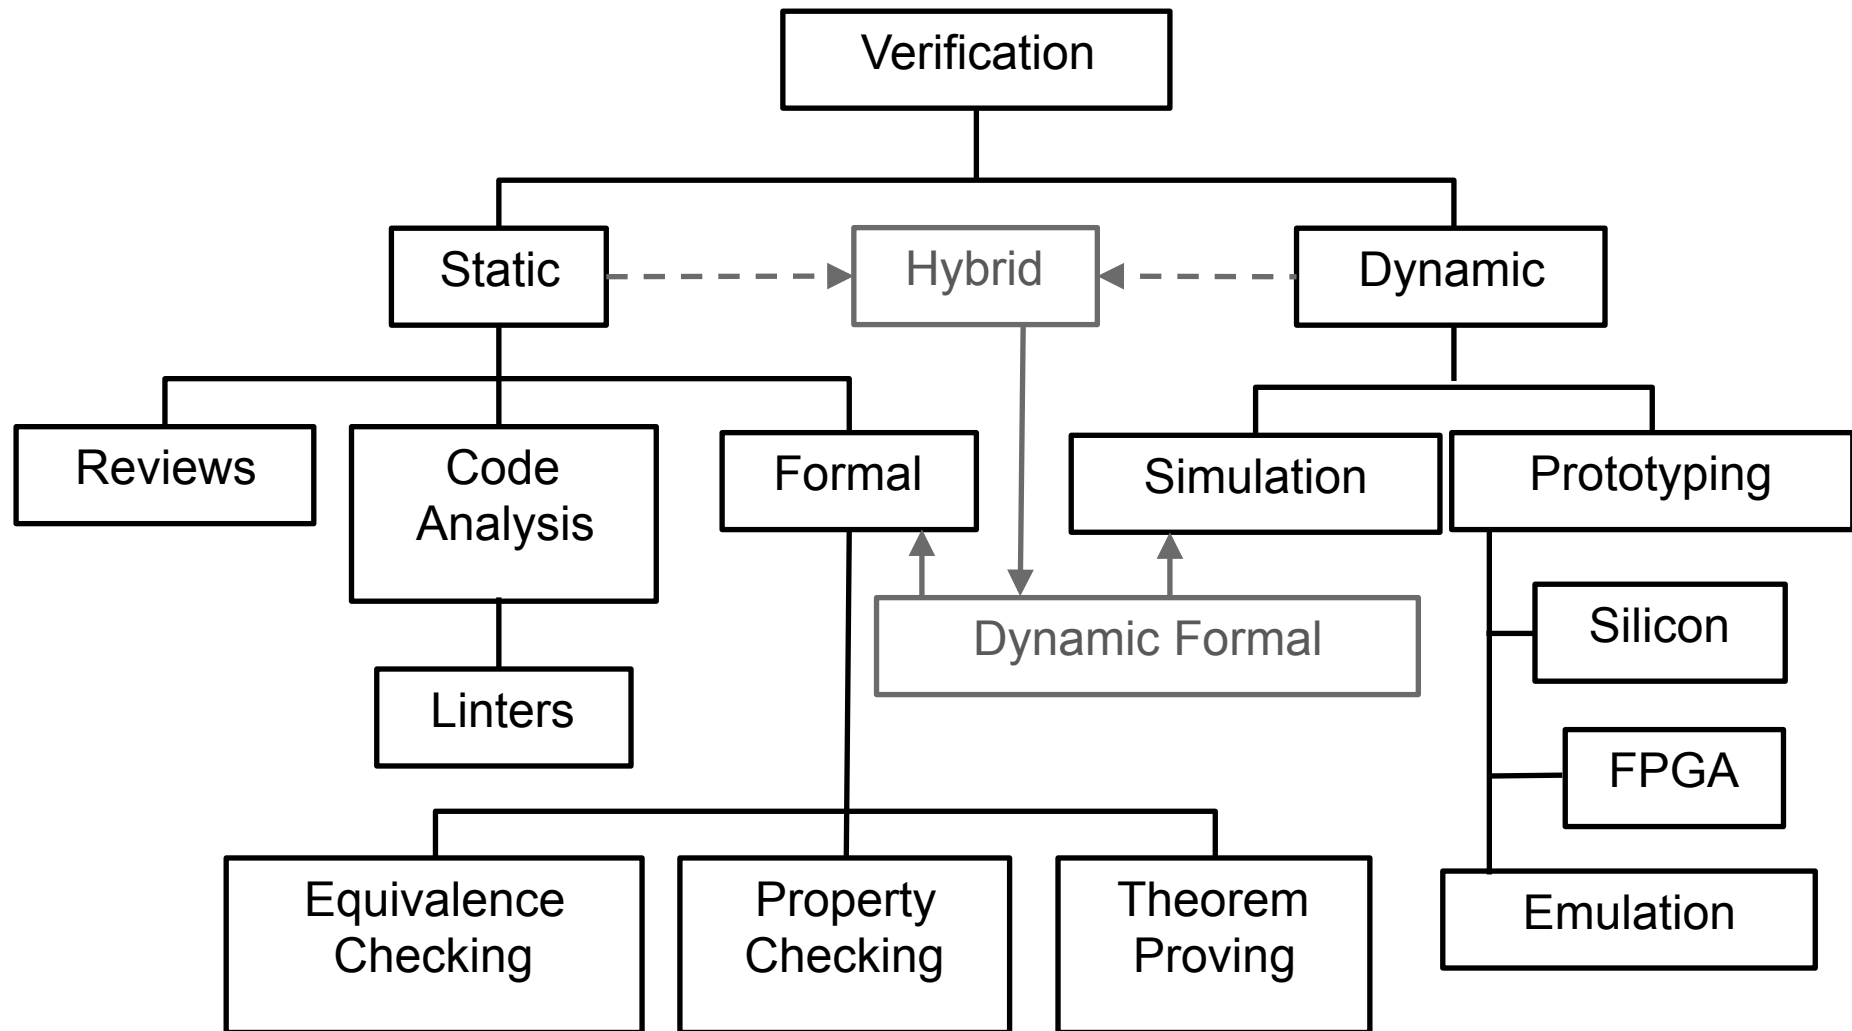 Verification
Static
Hybrid
Dynamic
Reviews
Code
Analysis
Formal
Simulation
Prototyping
Dynamic Formal
Silicon
Linters
FPGA
Equivalence
Checking
Property
Checking
Theorem
Proving
Emulation